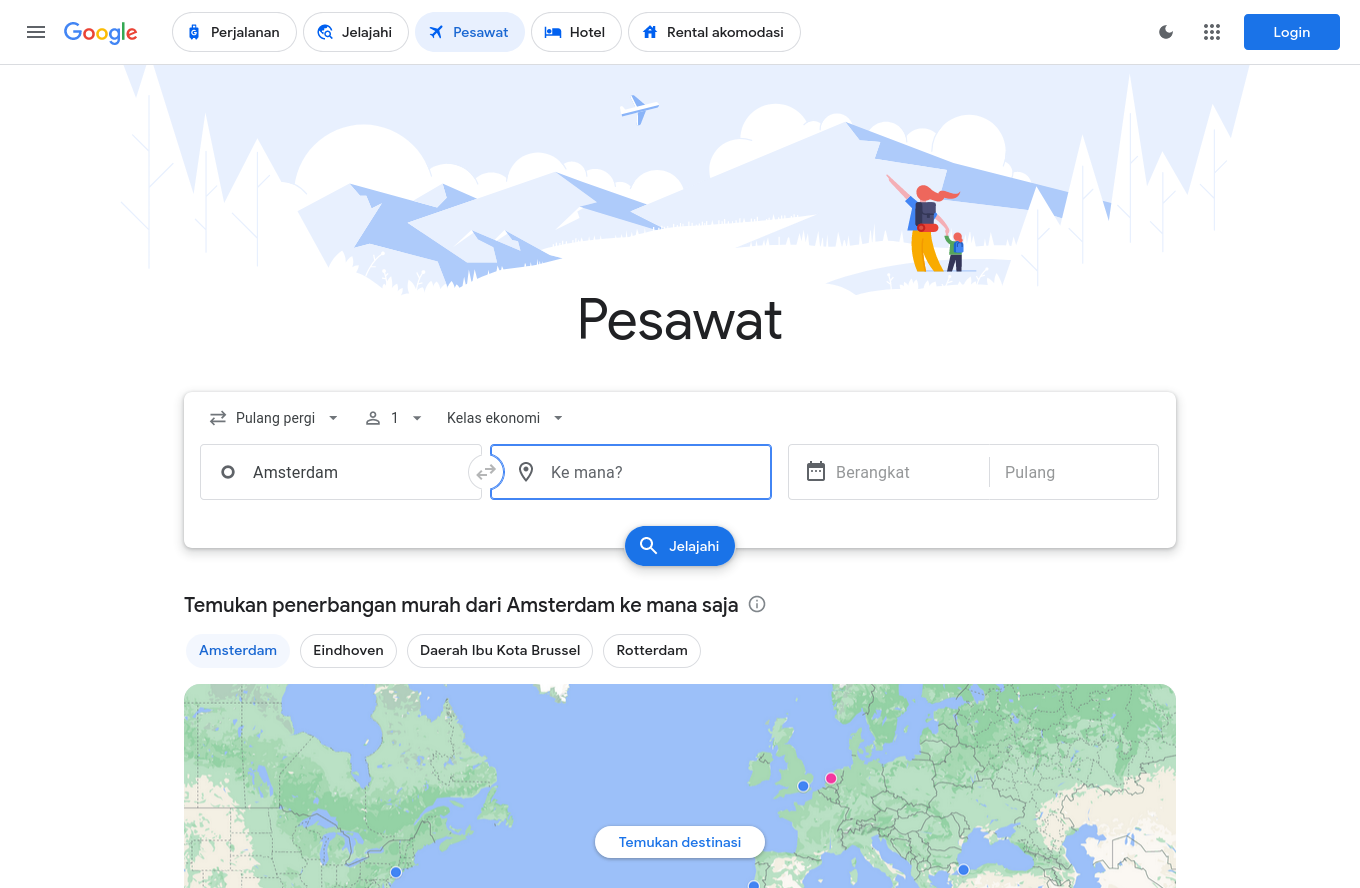 Google
Perjalanan
Jelajahi
Pesawat
Hotel
Rental akomodasi
Login
Pesawat
Pulang pergi
1
Kelas ekonomi
Amsterdam
Ke mana?
Berangkat
Pulang
Jelajahi
Temukan penerbangan murah dari Amsterdam ke mana saja
Amsterdam
Eindhoven
Daerah Ibu Kota Brussel
Rotterdam
Temukan destinasi